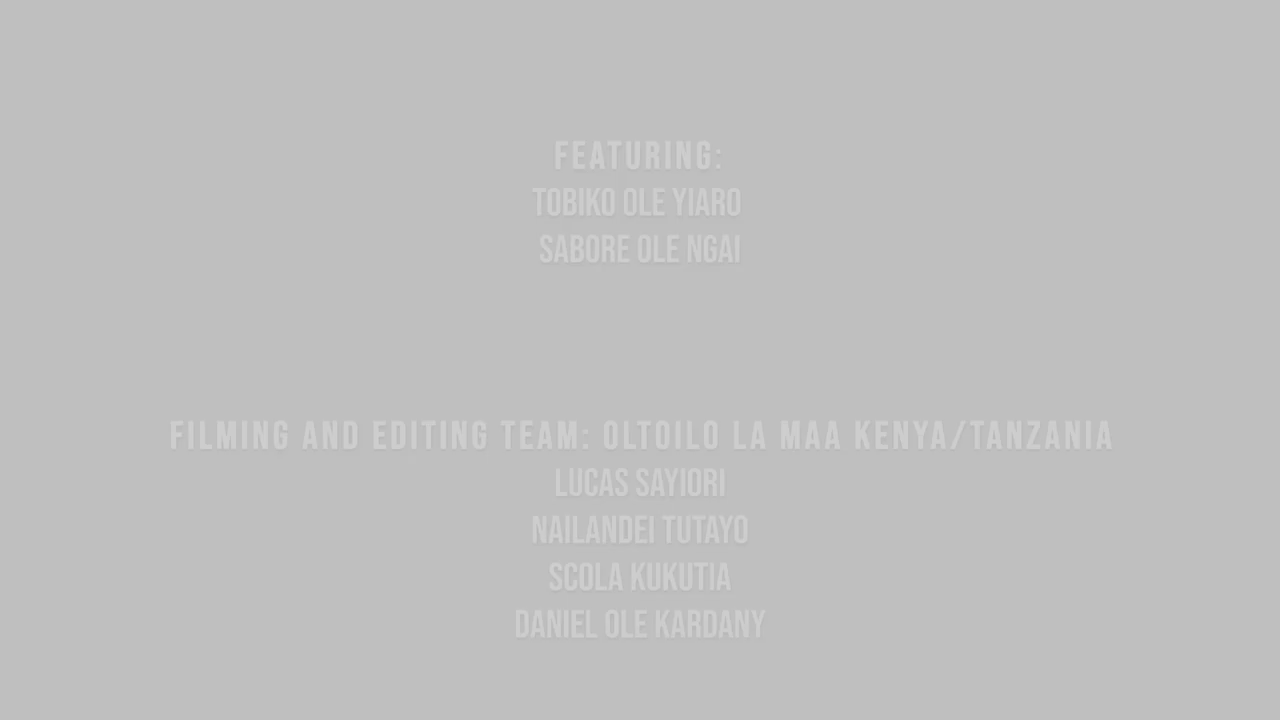 FEATURING:
TOBIKO OLE YIARO
SABORE OLE NGAI
FILMING AND EDITING TEAM: OLTOILO LA MAA KENYA/TANZANIA
LUCAS SAYIORI
NAILANDEI TUTAYO
SCOLA KUKUTIA
DANIEL OLE KARDANY